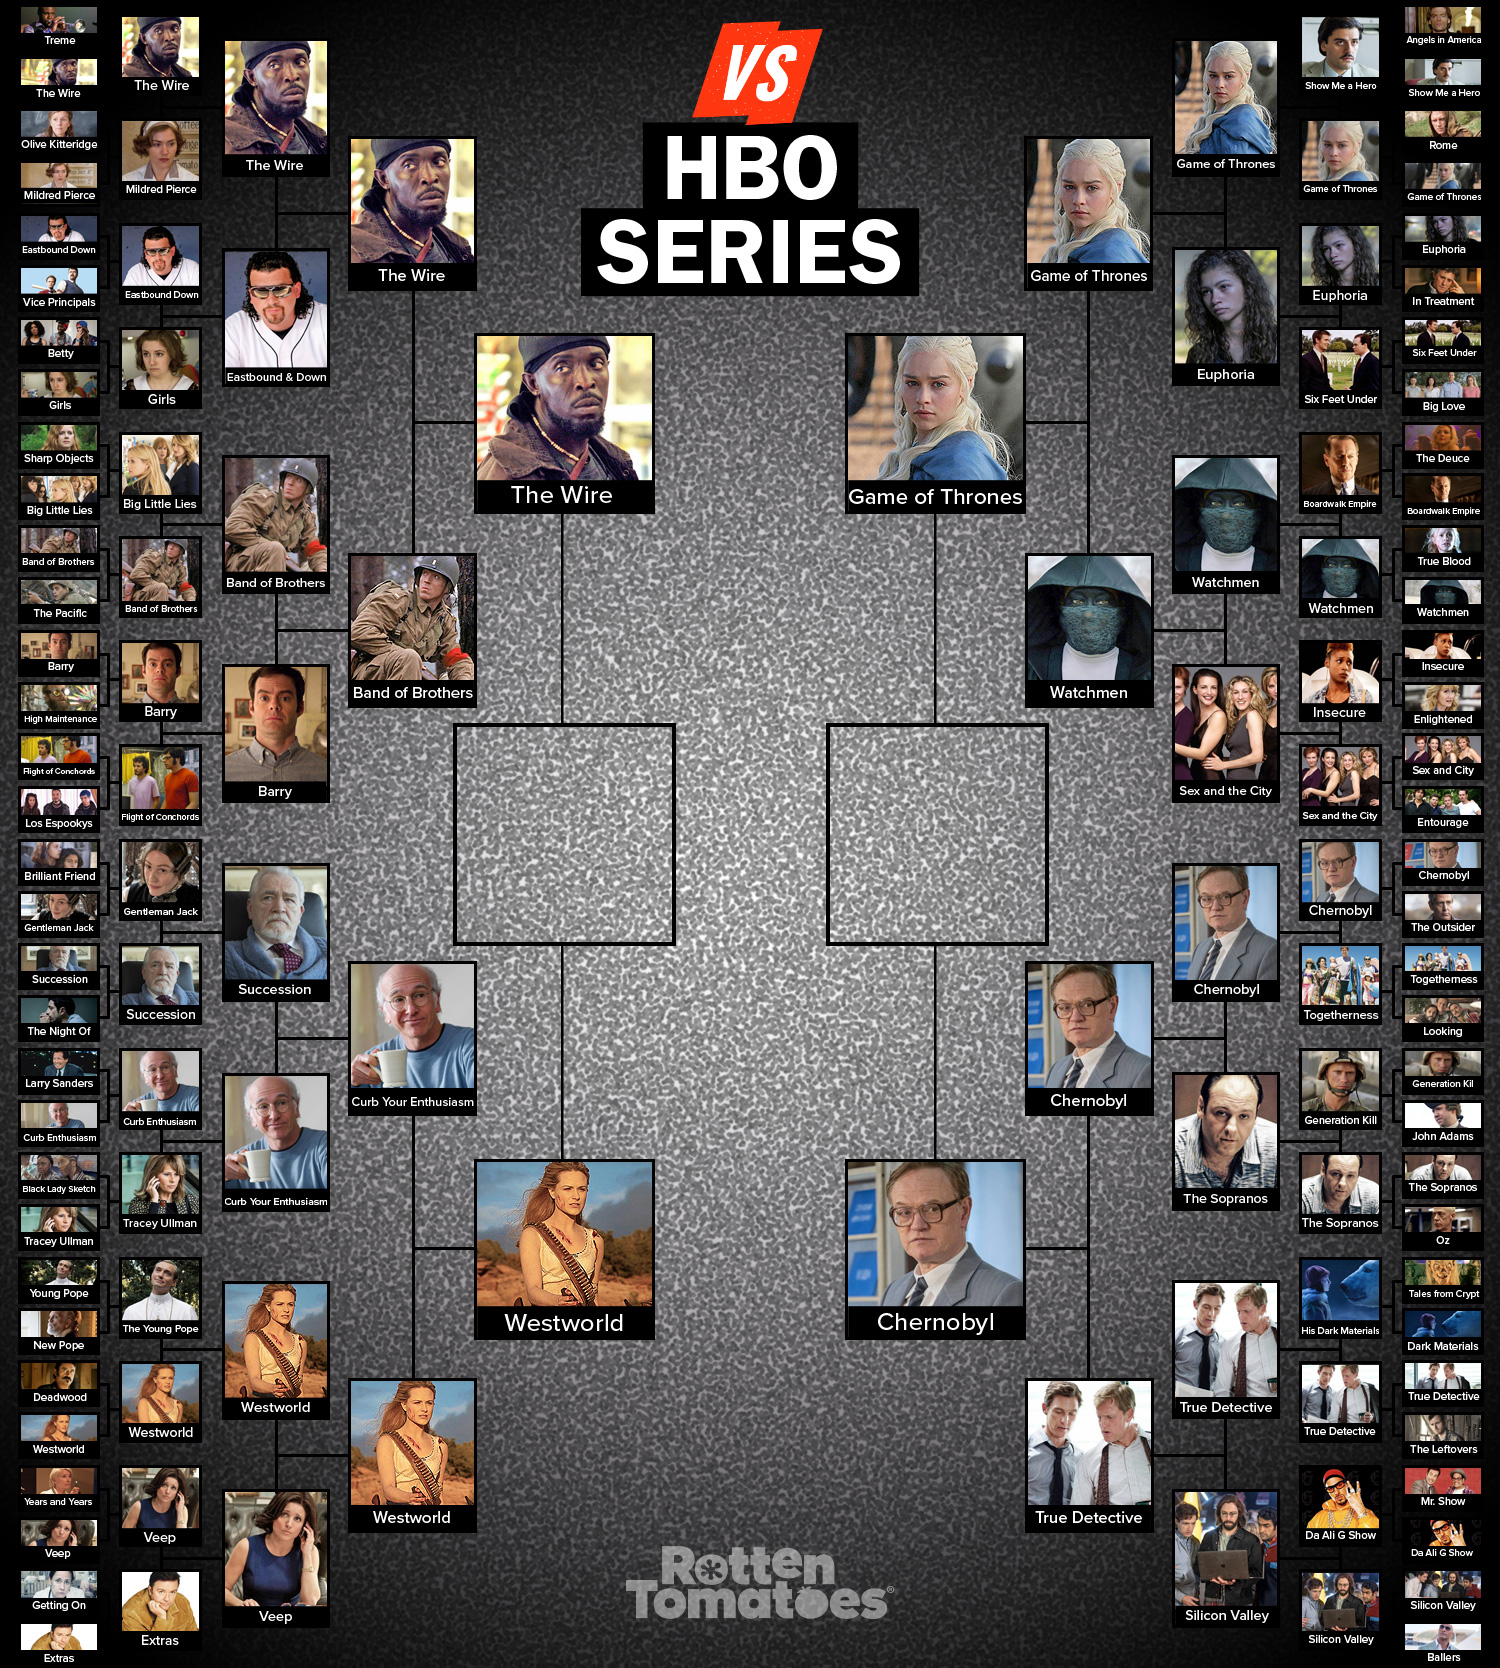 VS
HBO
SERIES
Treme
The Wire
Olive Kitteridge
Mildred Pierce
Eastbound Down
Vice Principals
Betty
Girls
Sharp Objects
Big Little Lies
Band of Brothers
The Pacific
Barry
High Maintenance
Flight of Conchords
Los Espookys
Brilliant Friend
Gentleman Jack
Succession
The Night Of
Larry Sanders
Curb Enthusiasm
Black Lady Sketch
Tracey Ullman
Young Pope
New Pope
Deadwood
Westworld
Years and Years
Veep
Getting On
Extras
The Wire
Mildred Pierce
Eastbound Down
Girls
Big Little Lies
Band of Brothers
Barry
Flight of Conchords
Gentleman Jack
Succession
Curb Enthusiasm
Tracey Ullman
The Young Pope
Westworld
Veep
Extras
The Wire
Eastbound & Down
Band of Brothers
Barry
Succession
Curb Your Enthusiasm
Westworld
Veep
The Wire
Band of Brothers
Curb Your Enthusiasm
Westworld
The Wire
Westworld
Game of Thrones
Chernobyl
Game of Thrones
Watchmen
Chernobyl
True Detective
Game of Thrones
Euphoria
Watchmen
Sex and the City
Chernobyl
The Sopranos
True Detective
Silicon Valley
Show Me a Hero
Game of Thrones
Euphoria
Six Feet Under
Boardwalk Empire
Watchmen
Insecure
Sex and the City
Chernobyl
Togetherness
Generation Kill
The Sopranos
His Dark Materials
True Detective
Da Ali G Show
Silicon Valley
Angels in America
Show Me a Hero
Rome
Game of Thrones
Euphoria
In Treatment
Six Feet Under
Big Love
The Deuce
Boardwalk Empire
True Blood
Watchmen
Insecure
Enlightened
Sex and City
Entourage
Chernobyl
The Outsider
Togetherness
Looking
Generation Kil
John Adams
The Sopranos
Oz
Tales from Crypt
Dark Materials
True Detective
The Leftovers
Mr. Show
Da Ali G Show
Silicon Valley
Ballers
Rotten
Tomatoes®